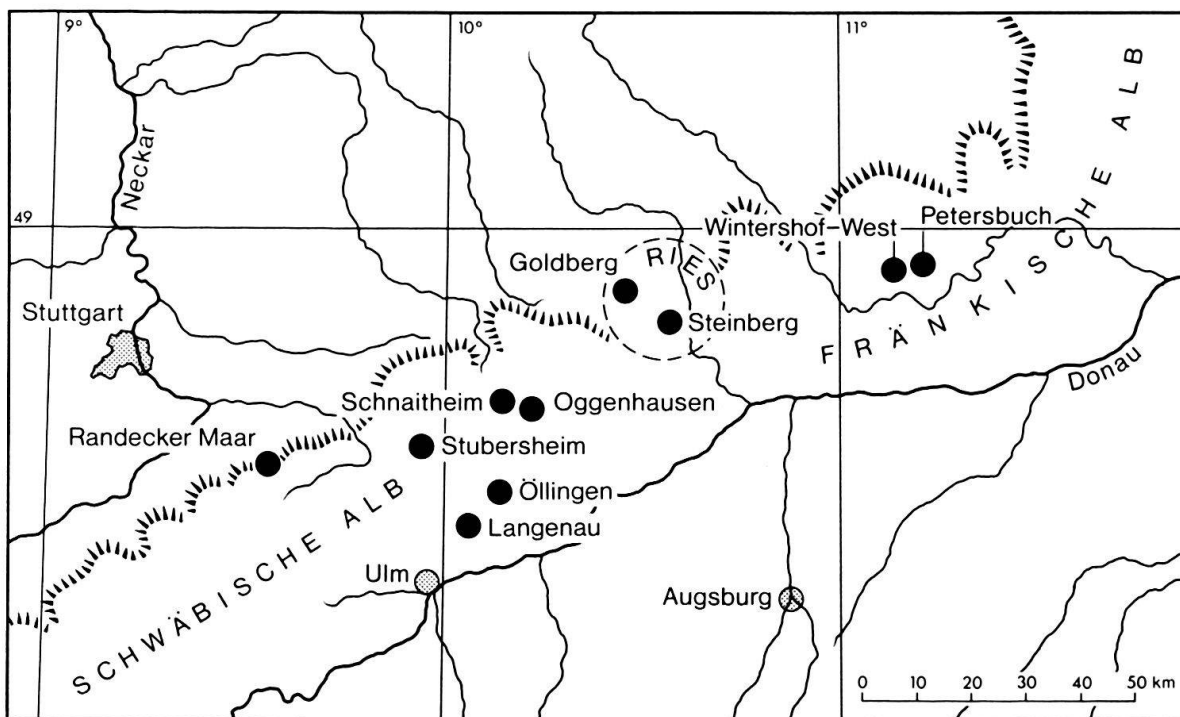 9°
10°
11°
49
Neckar
FRÄNKISCHE ALB
Petersbuch
Wintershof-West
RIES
Goldberg
Steinberg
Stuttgart
Donau
Schnaitheim
Oggenhausen
Randecker Maar
Stubersheim
Öllingen
Langenau
SCHWÄBISCHE ALB
Ulm
Augsburg
0 10 20 30 40 50 km